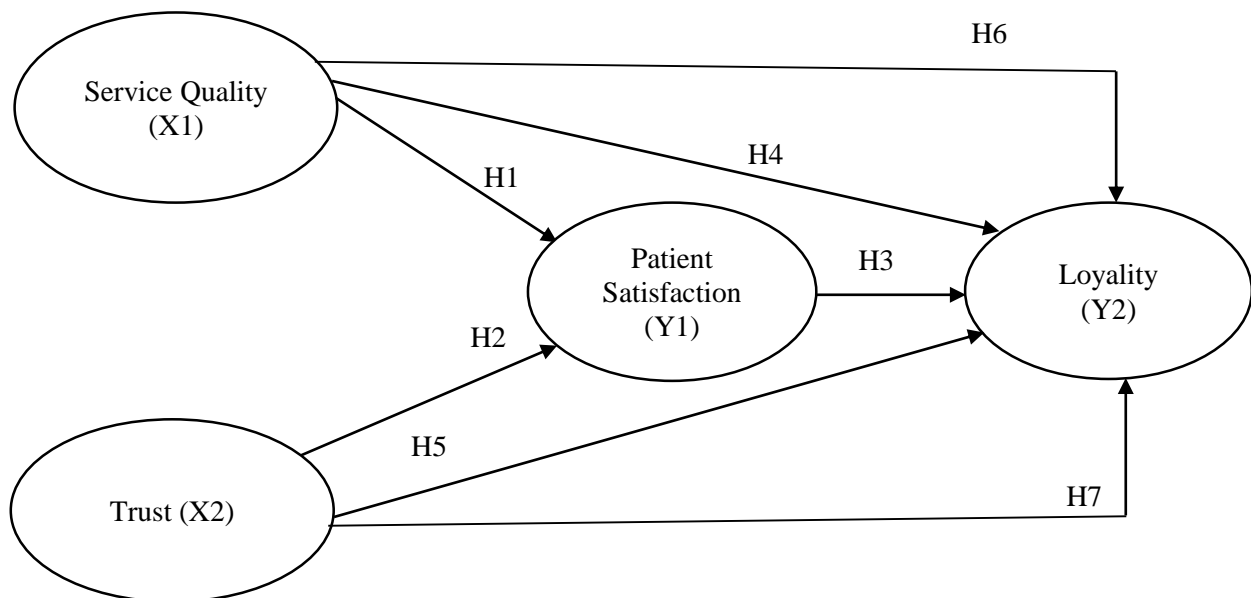 H6
Service Quality
(X1)
H4
H1
Patient
Satisfaction
(Y1)
H3
Loyality
(Y2)
H2
H5
Trust (X2)
H7